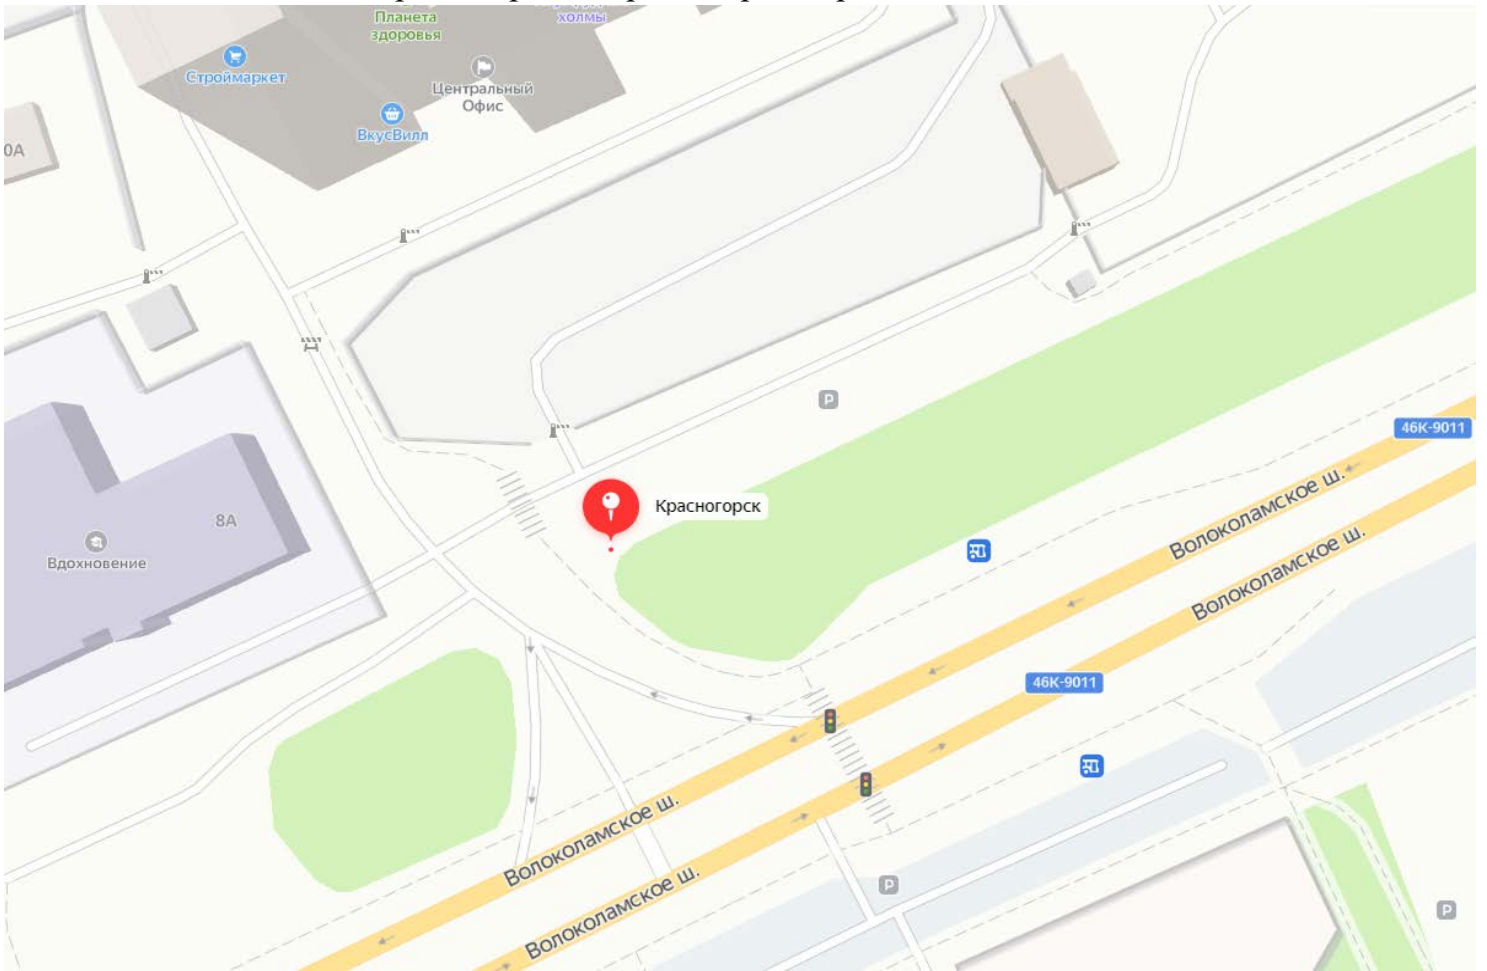 Планета
здоровья
холмы
Строймаркет
Центральный
Офис
ВкусВилл
0А
P
46К-9011
Волоколамское ш.
Красногорск
8А
Вдохновение
Волоколамское ш.
46К-9011
Волоколамское ш.
Волоколамское ш.
P
P